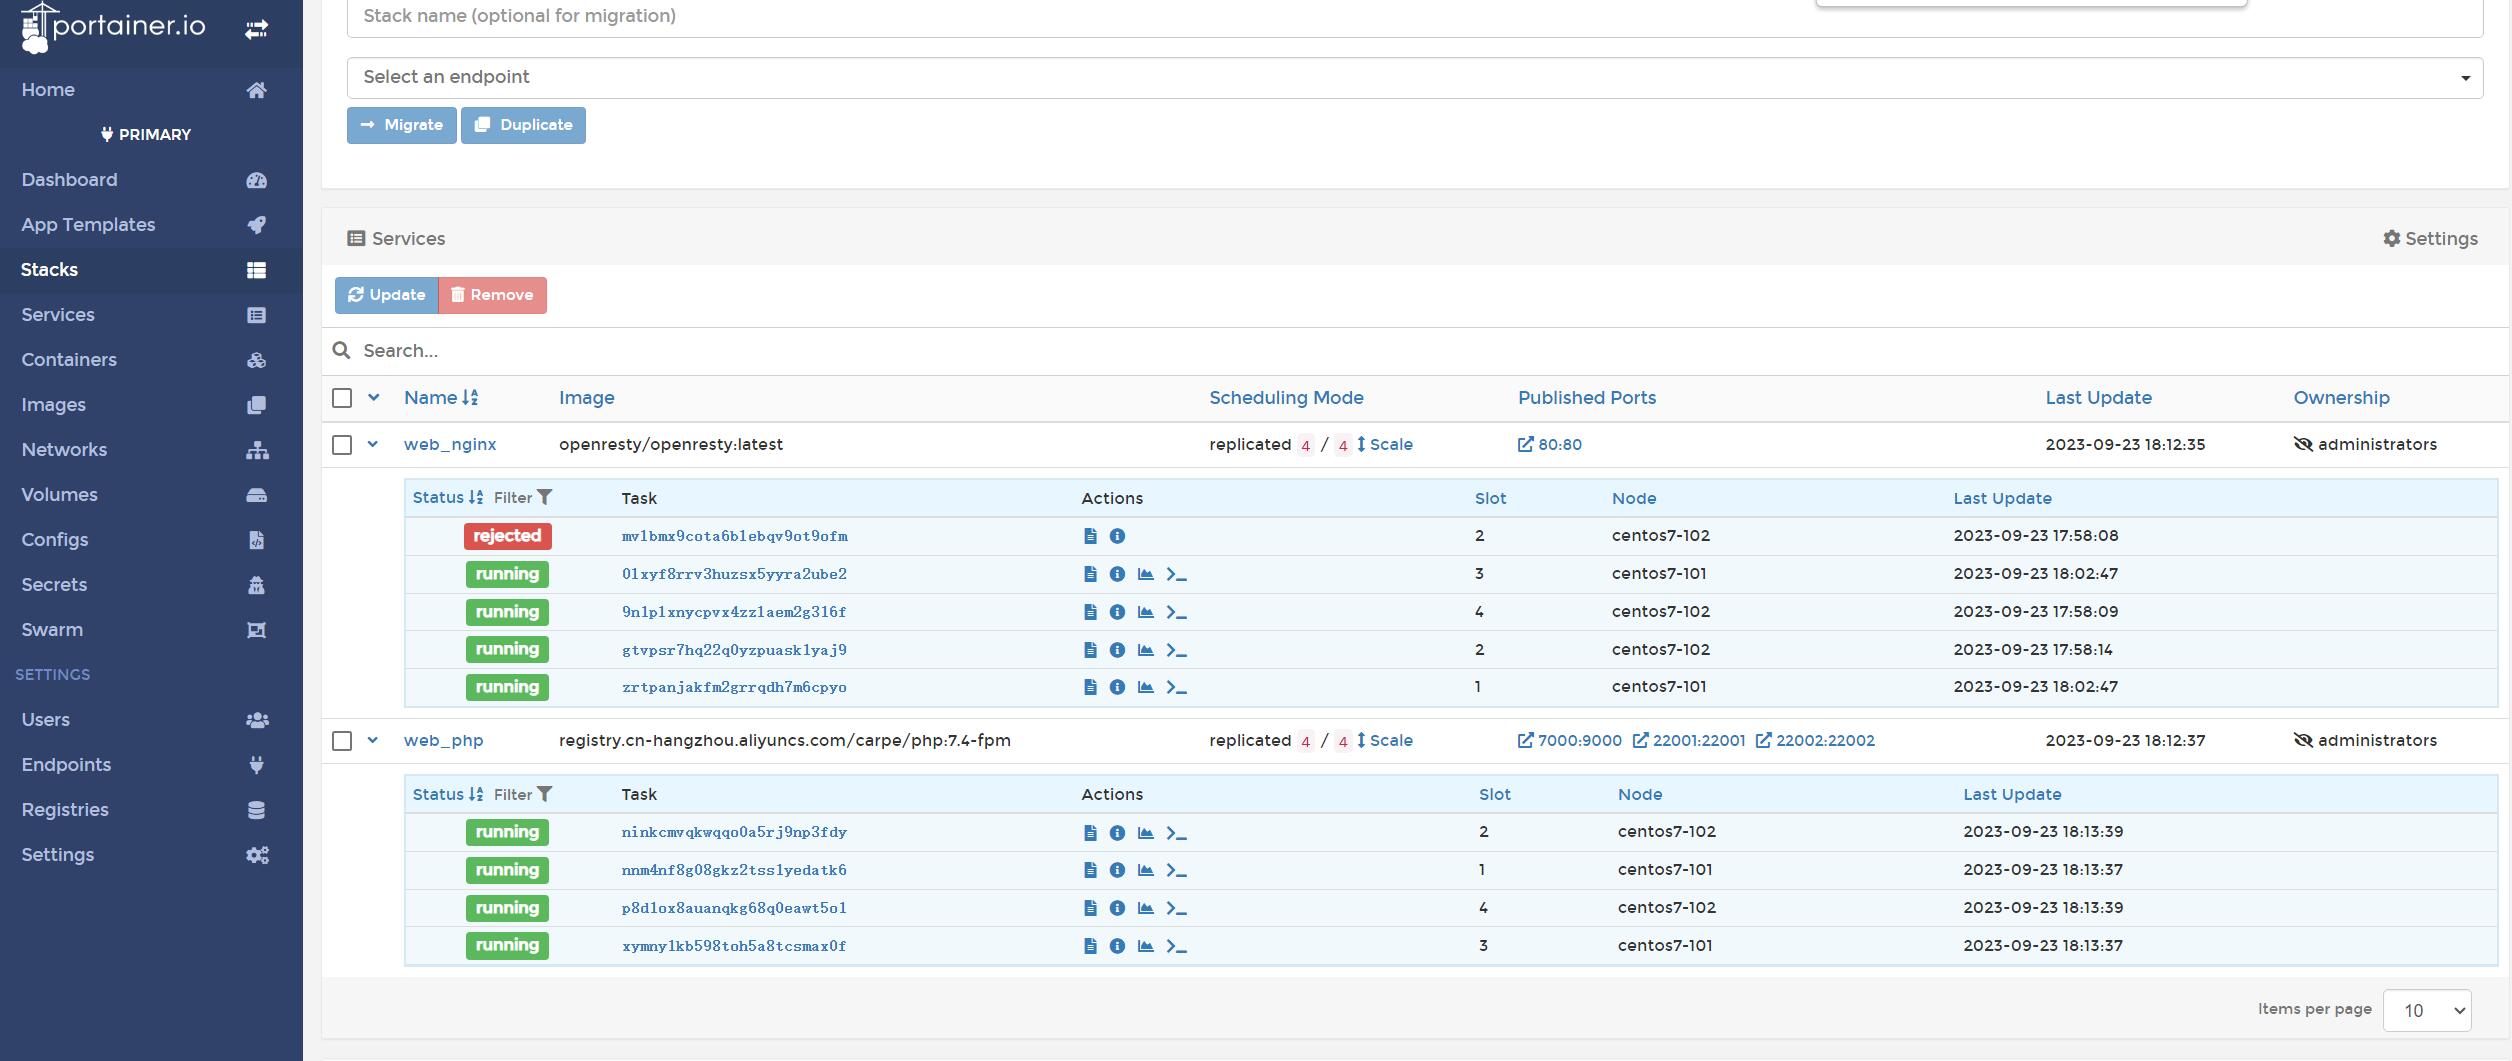 portainer.io
Stack name (optional for migration)
Select an endpoint
Home
Migrate Duplicate
PRIMARY
Dashboard
App Templates
Stacks
Services
Containers
Images
Networks
Volumes
Configs
Secrets
Swarm
SETTINGS
Users
Endpoints
Registries
Settings
Services Settings
Update Remove
Search...
Name Image Scheduling Mode Published Ports Last Update Ownership
web_nginx openresty/openresty:latest replicated 4 / 4 Scale 80:80 2023-09-23 18:12:35 administrators
Status Filter Task Actions Slot Node Last Update
rejected mv1bmx9cota6b1ebqv9ot9ofm 2 centos7-102 2023-09-23 17:58:08
running 01xyf8rrv3huzsx5yyra2ube2 3 centos7-101 2023-09-23 18:02:47
running 9n1p1xnycpvx4zz1aem2g316f 4 centos7-102 2023-09-23 17:58:09
running gtvpsr7hq22q0yzpuask1yaj9 2 centos7-102 2023-09-23 17:58:14
running zrtpanjakfm2grrqdh7m6cpyo 1 centos7-101 2023-09-23 18:02:47
web_php registry.cn-hangzhou.aliyuncs.com/carpe/php:7.4-fpm replicated 4 / 4 Scale 7000:9000 22001:22001 22002:22002 2023-09-23 18:12:37 administrators
Status Filter Task Actions Slot Node Last Update
running ninkcmvqkwqqo0a5rj9np3fdy 2 centos7-102 2023-09-23 18:13:39
running nnm4nf8g08gkz2tss1yedatk6 1 centos7-101 2023-09-23 18:13:37
running p8d1ox8auanqkg68q0eawt5o1 4 centos7-102 2023-09-23 18:13:39
running xymny1kb598toh5a8tcsmax0f 3 centos7-101 2023-09-23 18:13:37
Items per page 10